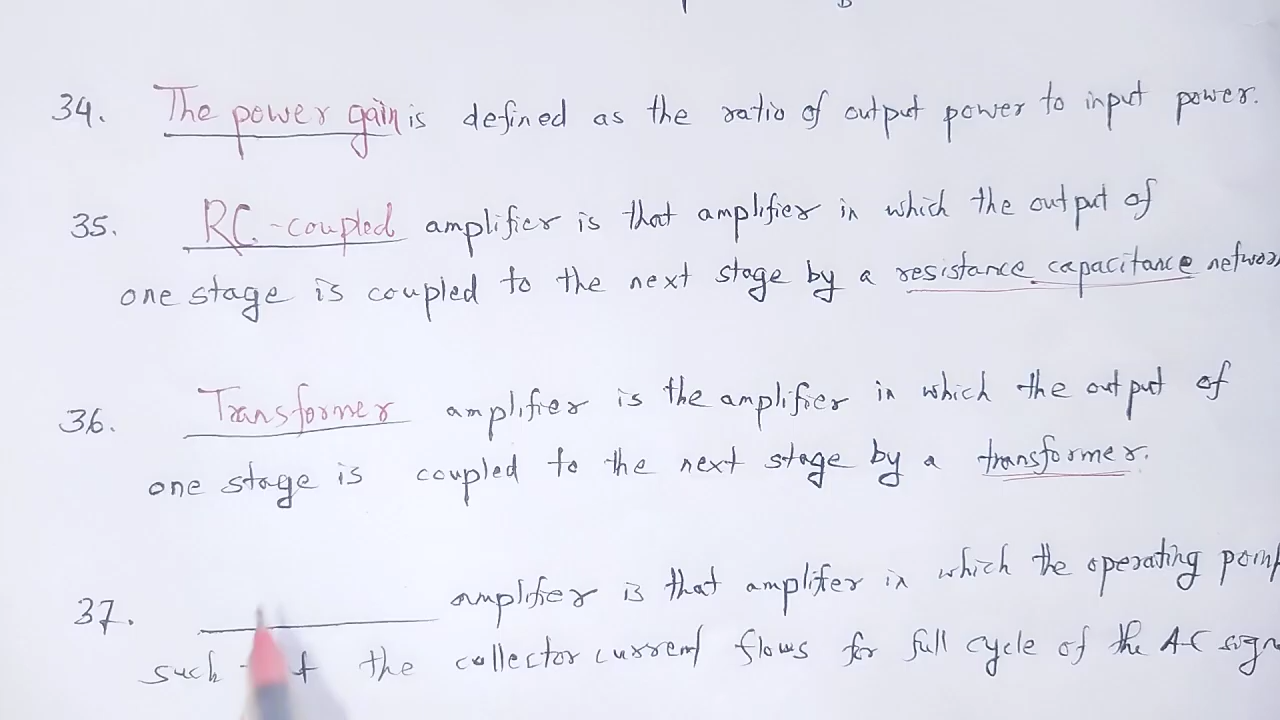 34. The power gain is defined as the ratio of output power to input power.
35. RC-coupled amplifier is that amplifier in which the output of
one stage is coupled to the next stage by a resistance capacitance
36. Transformer amplifier is the amplifier in which the output of
one stage is coupled to the next stage by a transformer.
37. amplifier is that amplifier in which the operating
such the collector current flows for full cycle of the AC